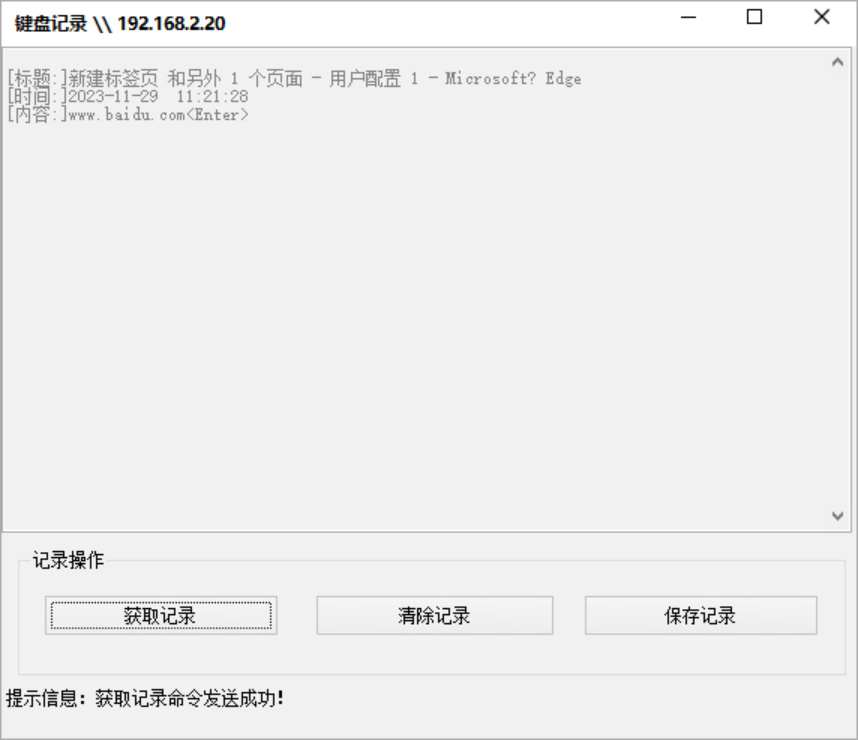 键盘记录 \\ 192.168.2.20
[标题:]新建标签页 和另外 1 个页面 - 用户配置 1 - Microsoft? Edge
[时间:]2023-11-29  11:21:28
[内容:]www.baidu.com<Enter>
记录操作
获取记录 清除记录 保存记录
提示信息：获取记录命令发送成功!